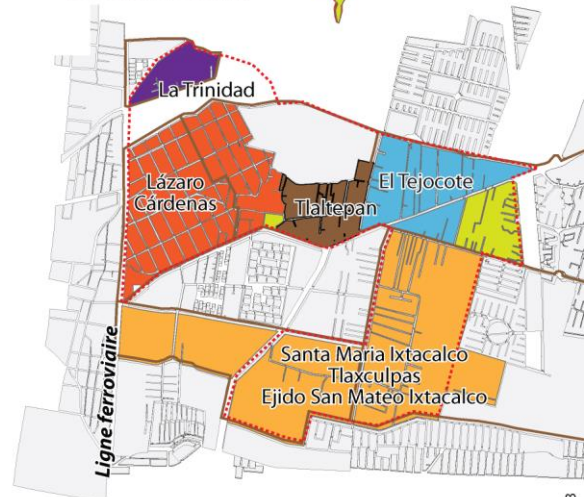 La Trinidad
Lázaro
Cárdenas
Tlaltepan
El Tejocote
Santa Maria Ixtacalco
Tlaxculpas
Ejido San Mateo Ixtacalco
Ligne ferroviaire